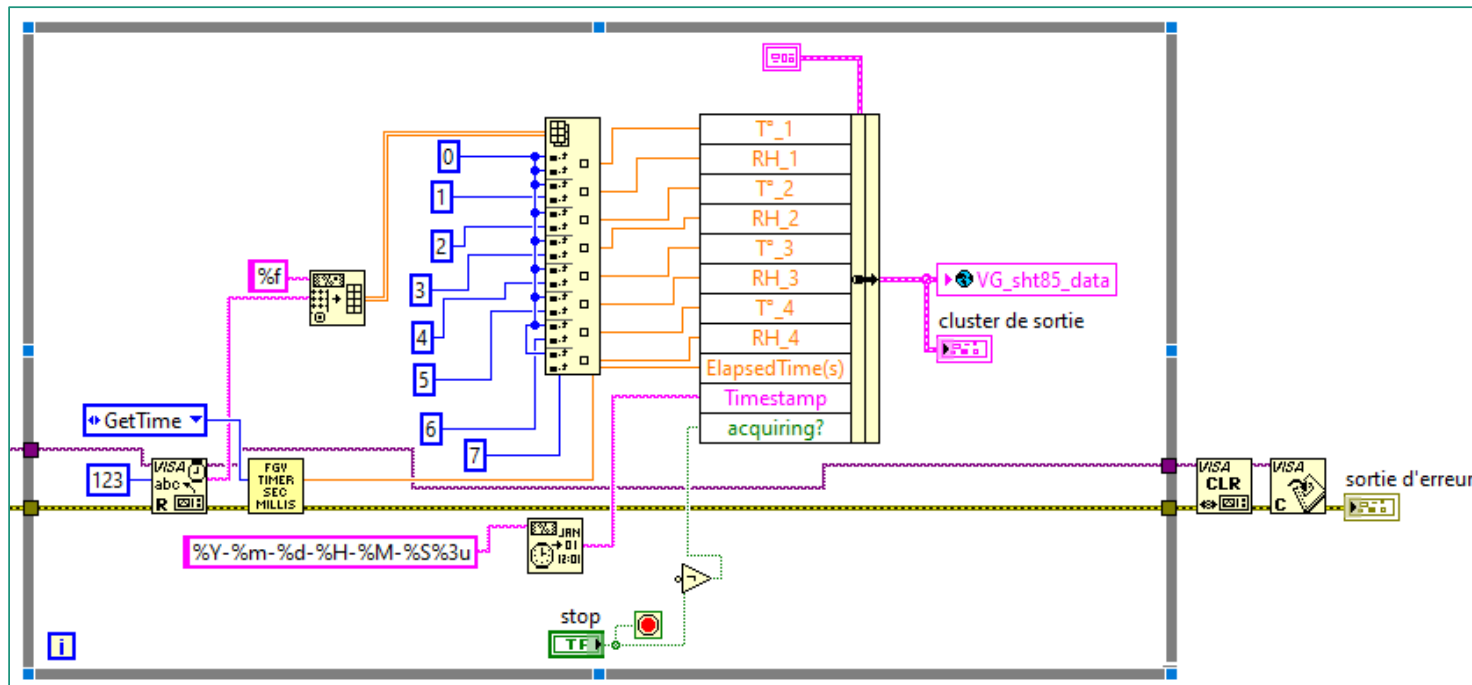 T°_1
0
RH_1
1
T°_2
2
RH_2
%f
3
T°_3
VG_sht85_data
4
RH_3
cluster de sortie
5
T°_4
RH_4
6
ElapsedTime(s)
GetTime
7
Timestamp
acquiring?
123
VISA
abc
R
FGV
TIMER
SEC
MILLIS
VISA
CLR
VISA
C
sortie d'erreur
%Y-%m-%d-%H-%M-%S%3u
JAN
01
12:01
stop
TF
i